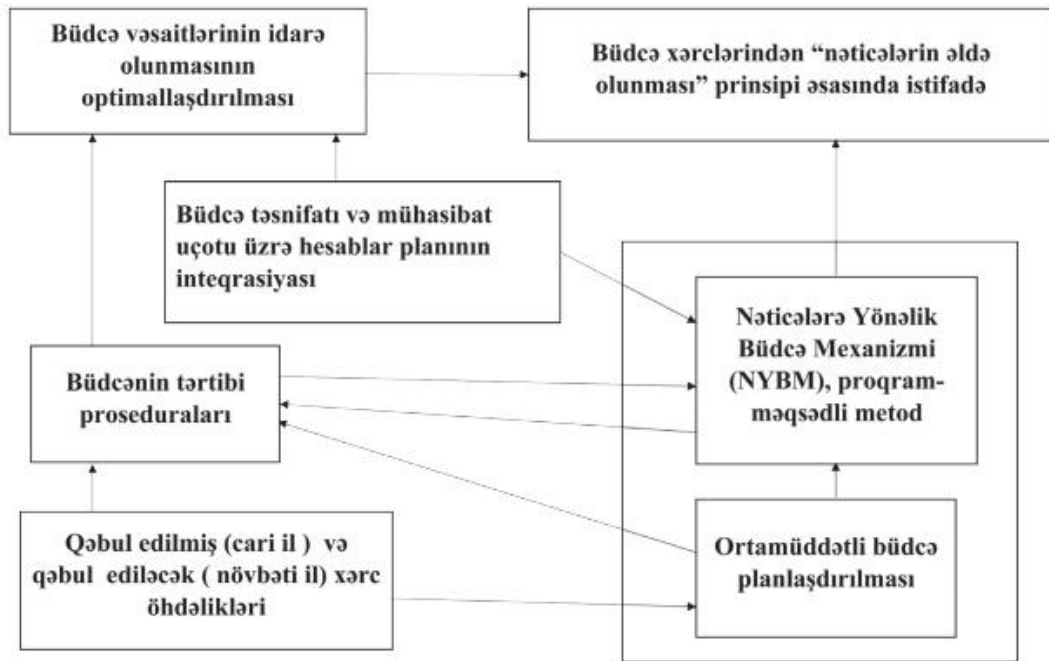 Büdcə vəsaitlərinin idarə
olunmasının
optimallaşdırılması
Büdcə xərclərindən “nəticələrin əldə
olunması” prinsipi əsasında istifadə
Büdcə təsnifatı və mühasibat
uçotu üzrə hesablar planının
inteqrasiyası
Nəticələrə Yönəlik
Büdcə Mexanizmi
(NYBM), proqram-
məqsədli metod
Büdcənin tərtibi
proseduraları
Qəbul edilmiş (cari il ) və
qəbul ediləcək ( növbəti il) xərc
öhdəlikləri
Ortamüddətli büdcə
planlaşdırılması